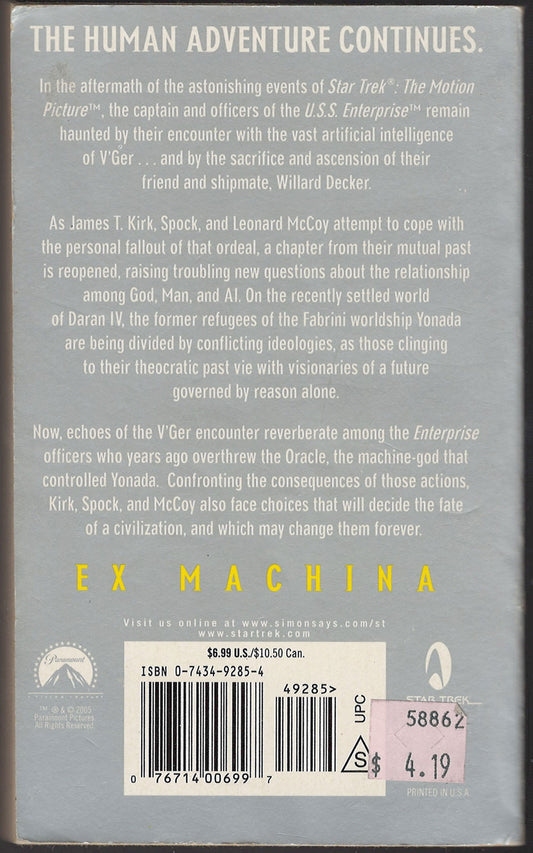 THE HUMAN ADVENTURE CONTINUES.
In the aftermath of the astonishing events of Star Trek®: The Motion
Picture™, the captain and officers of the U.S.S. Enterprise™ remain
haunted by their encounter with the vast artificial intelligence
of V'Ger . . . and by the sacrifice and ascension of their
friend and shipmate, Willard Decker.
As James T. Kirk, Spock, and Leonard McCoy attempt to cope with
the personal fallout of that ordeal, a chapter from their mutual past
is reopened, raising troubling new questions about the relationship
among God, Man, and AI. On the recently settled world
of Daran IV, the former refugees of the Fabrini worldship Yonada
are being divided by conflicting ideologies, as those clinging
to their theocratic past vie with visionaries of a future
governed by reason alone.
Now, echoes of the V'Ger encounter reverberate among the Enterprise
officers who years ago overthrew the Oracle, the machine-god that
controlled Yonada. Confronting the consequences of those actions,
Kirk, Spock, and McCoy also face choices that will decide the fate
of a civilization, and which may change them forever.
EX MACHINA
Visit us online at www.simonsays.com/st
www.startrek.com
$6.99 U.S./$10.50 Can.
ISBN 0-7434-9285-4
49285>
0 76714 00699 7
UPC
S
Paramount
™ ® & © 2005
Paramount Pictures.
All Rights Reserved.
STAR TREK
58862
$ 4.19
PRINTED IN U.S.A.